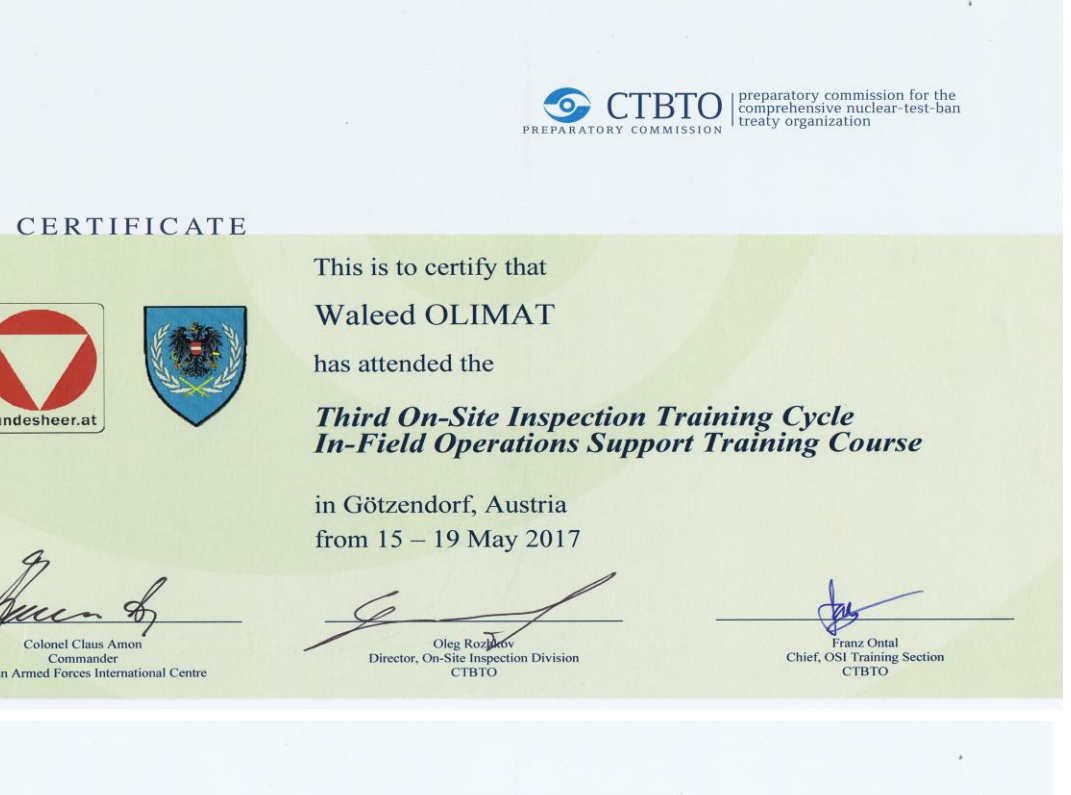 CTBTO
PREPARATORY COMMISSION
preparatory commission for the
comprehensive nuclear-test-ban
treaty organization
CERTIFICATE
This is to certify that
Waleed OLIMAT
has attended the
Third On-Site Inspection Training Cycle
In-Field Operations Support Training Course
in Götzendorf, Austria
from 15 – 19 May 2017
ndesheer.at
Colonel Claus Amon
Commander
n Armed Forces International Centre
Oleg Rozhkov
Director, On-Site Inspection Division
CTBTO
Franz Ontal
Chief, OSI Training Section
CTBTO